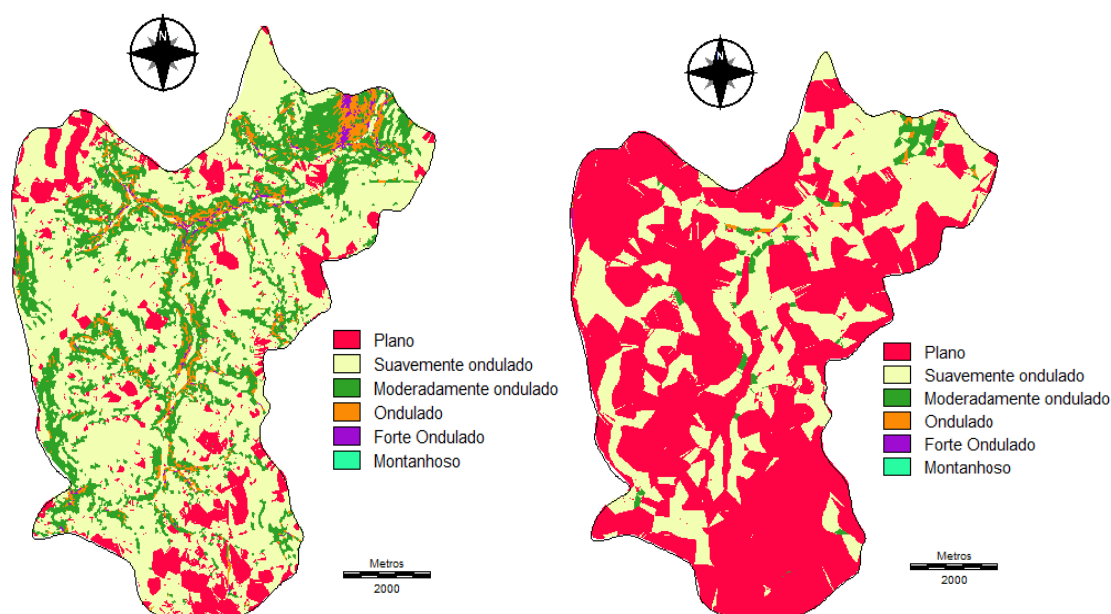 N
Plano
Suavemente ondulado
Moderadamente ondulado
Ondulado
Forte Ondulado
Montanhoso
Metros
2000
N
Plano
Suavemente ondulado
Moderadamente ondulado
Ondulado
Forte Ondulado
Montanhoso
Metros
2000